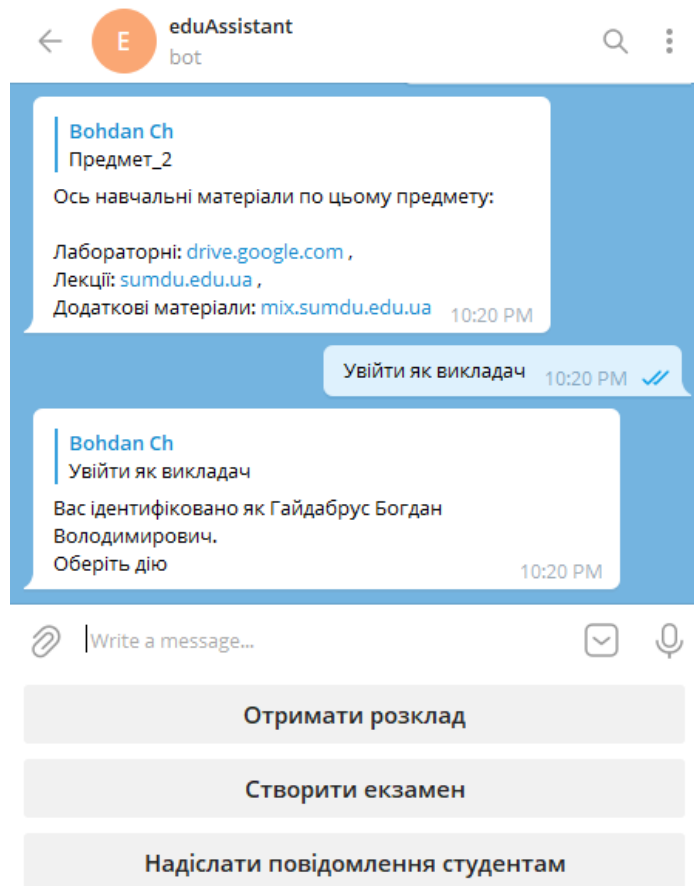 E
eduAssistant
bot
Bohdan Ch
Предмет_2
Ось навчальні матеріали по цьому предмету:
Лабораторні: drive.google.com ,
Лекції: sumdu.edu.ua ,
Додаткові матеріали: mix.sumdu.edu.ua 10:20 PM
Увійти як викладач 10:20 PM
Bohdan Ch
Увійти як викладач
Вас ідентифіковано як Гайдабрус Богдан
Володимирович.
Оберіть дію 10:20 PM
Write a message...
Отримати розклад
Створити екзамен
Надіслати повідомлення студентам